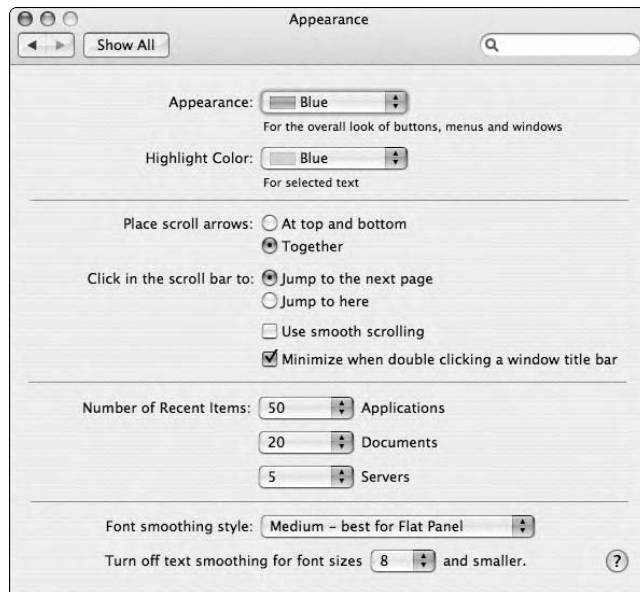 Appearance
Show All
Appearance: Blue
For the overall look of buttons, menus and windows
Highlight Color: Blue
For selected text
Place scroll arrows: At top and bottom
Together
Click in the scroll bar to: Jump to the next page
Jump to here
Use smooth scrolling
Minimize when double clicking a window title bar
Number of Recent Items: 50 Applications
20 Documents
5 Servers
Font smoothing style: Medium – best for Flat Panel
Turn off text smoothing for font sizes 8 and smaller. ?